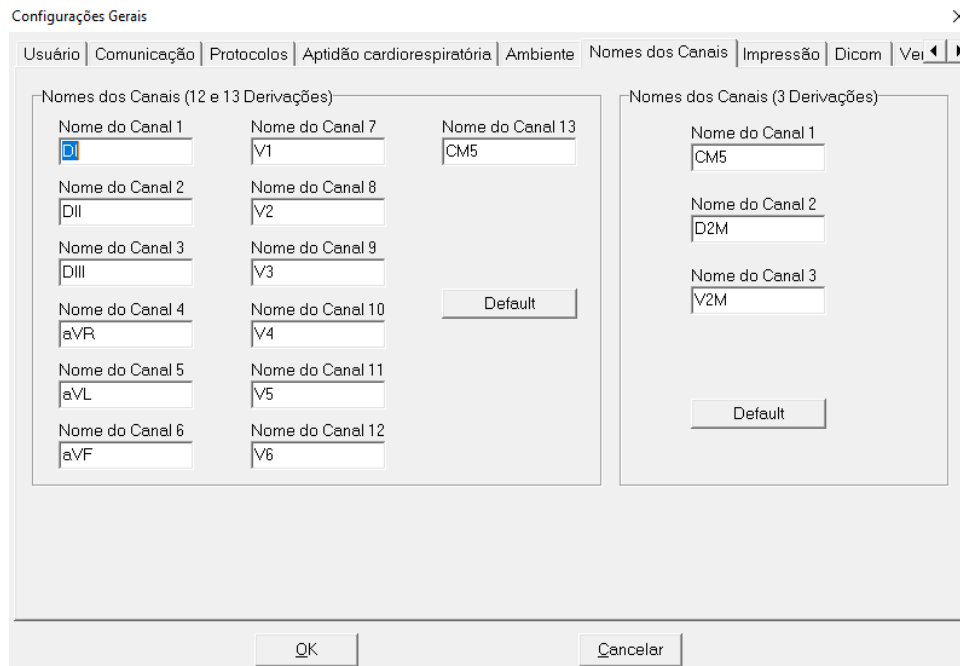 Configurações Gerais
Usuário Comunicação Protocolos Aptidão cardiorespiratória Ambiente Nomes dos Canais Impressão Dicom
Nomes dos Canais (12 e 13 Derivações)
Nome do Canal 1
DI
Nome do Canal 2
DII
Nome do Canal 3
DIII
Nome do Canal 4
aVR
Nome do Canal 5
aVL
Nome do Canal 6
aVF
Nome do Canal 7
V1
Nome do Canal 8
V2
Nome do Canal 9
V3
Nome do Canal 10
V4
Nome do Canal 11
V5
Nome do Canal 12
V6
Nome do Canal 13
CM5
Default
Nomes dos Canais (3 Derivações)
Nome do Canal 1
CM5
Nome do Canal 2
D2M
Nome do Canal 3
V2M
Default
OK Cancelar